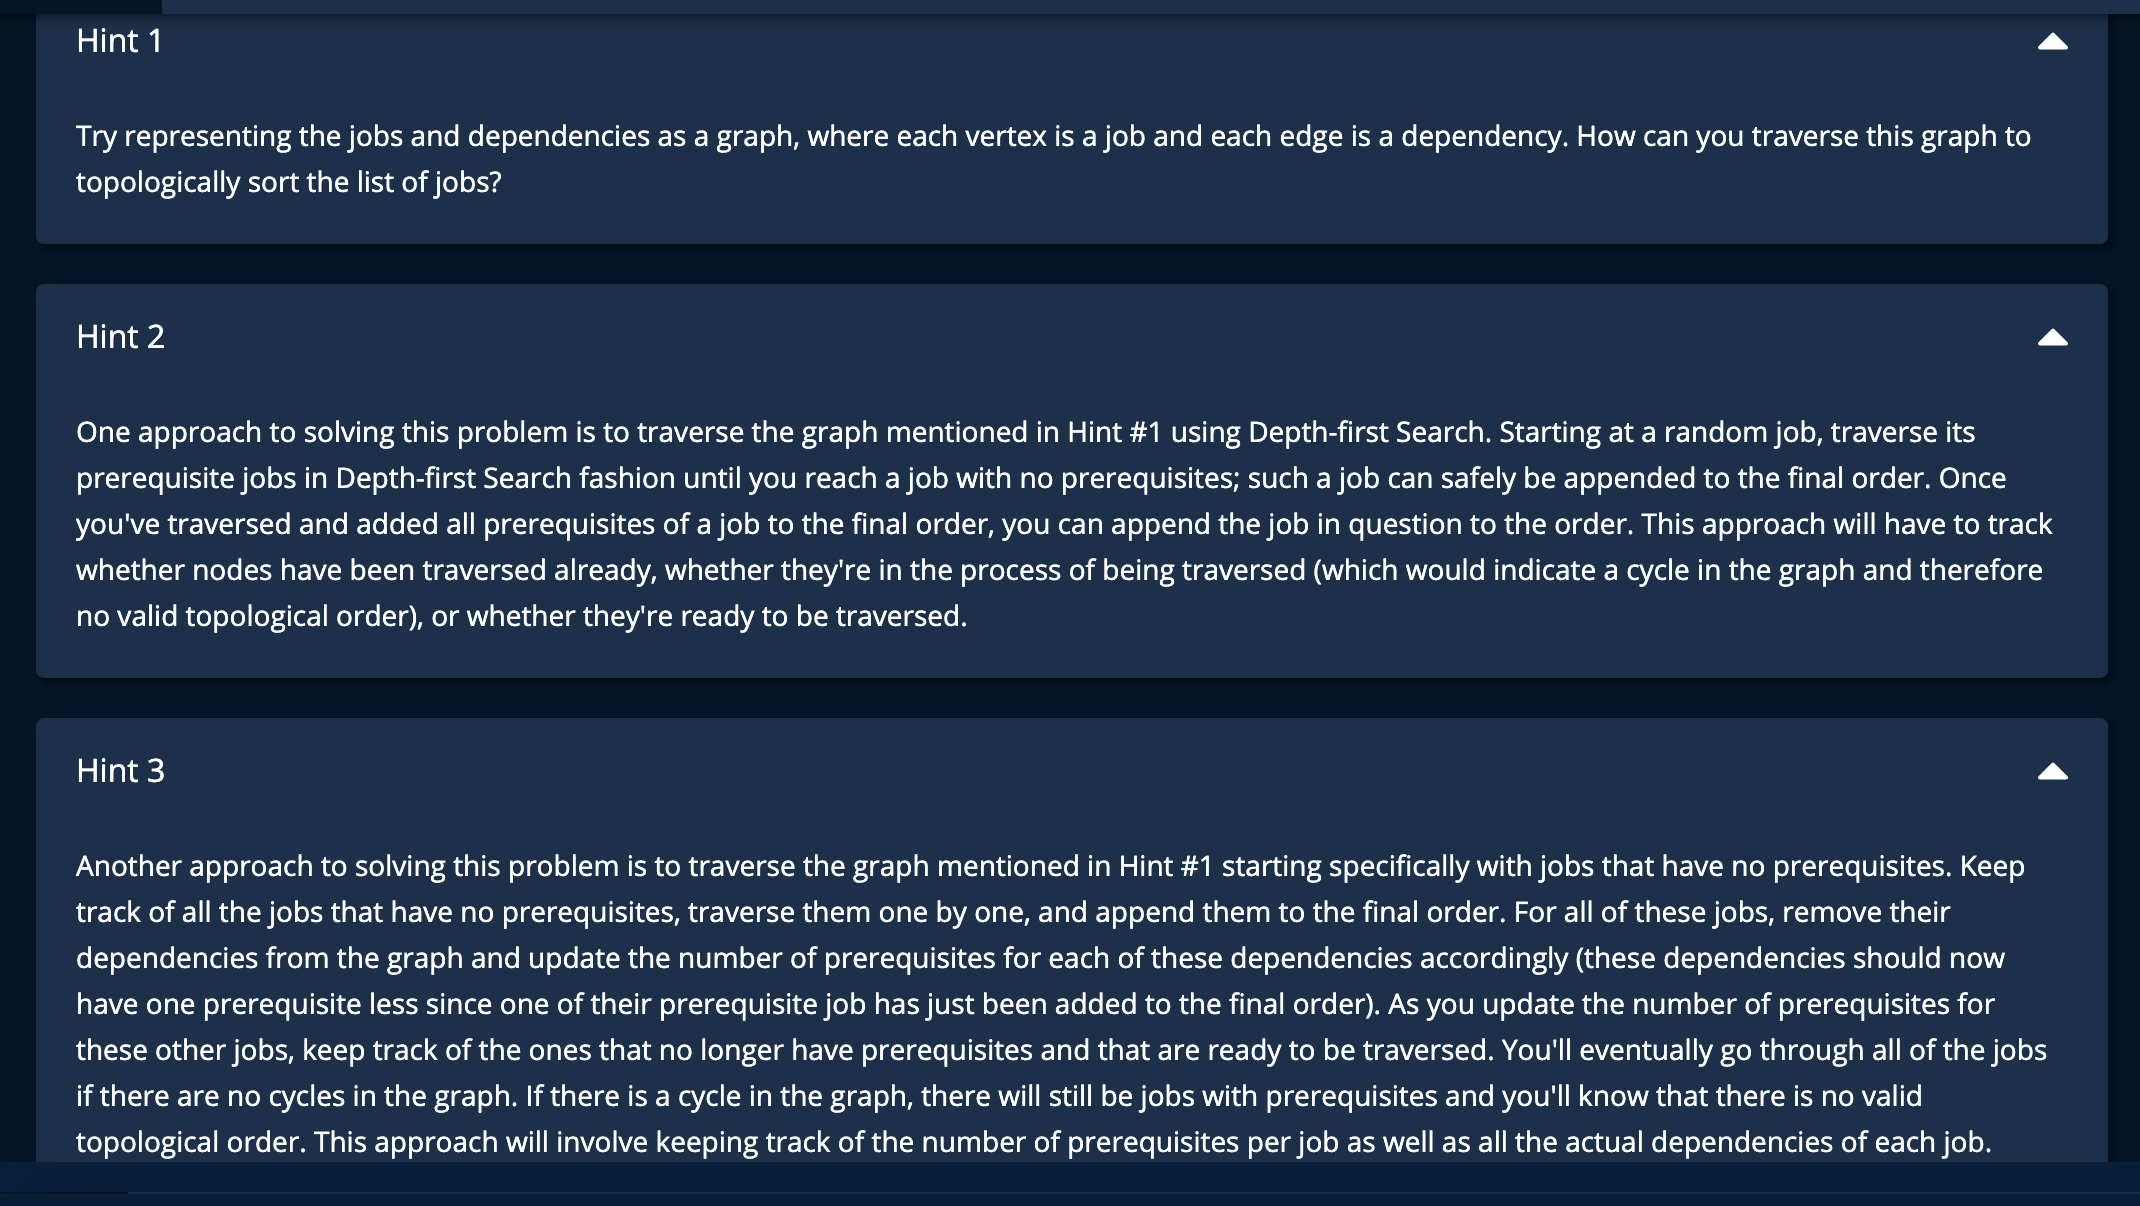 Hint 1
Try representing the jobs and dependencies as a graph, where each vertex is a job and each edge is a dependency. How can you traverse this graph to
topologically sort the list of jobs?
Hint 2
One approach to solving this problem is to traverse the graph mentioned in Hint #1 using Depth-first Search. Starting at a random job, traverse its
prerequisite jobs in Depth-first Search fashion until you reach a job with no prerequisites; such a job can safely be appended to the final order. Once
you've traversed and added all prerequisites of a job to the final order, you can append the job in question to the order. This approach will have to track
whether nodes have been traversed already, whether they're in the process of being traversed (which would indicate a cycle in the graph and therefore
no valid topological order), or whether they're ready to be traversed.
Hint 3
Another approach to solving this problem is to traverse the graph mentioned in Hint #1 starting specifically with jobs that have no prerequisites. Keep
track of all the jobs that have no prerequisites, traverse them one by one, and append them to the final order. For all of these jobs, remove their
dependencies from the graph and update the number of prerequisites for each of these dependencies accordingly (these dependencies should now
have one prerequisite less since one of their prerequisite job has just been added to the final order). As you update the number of prerequisites for
these other jobs, keep track of the ones that no longer have prerequisites and that are ready to be traversed. You'll eventually go through all of the jobs
if there are no cycles in the graph. If there is a cycle in the graph, there will still be jobs with prerequisites and you'll know that there is no valid
topological order. This approach will involve keeping track of the number of prerequisites per job as well as all the actual dependencies of each job.